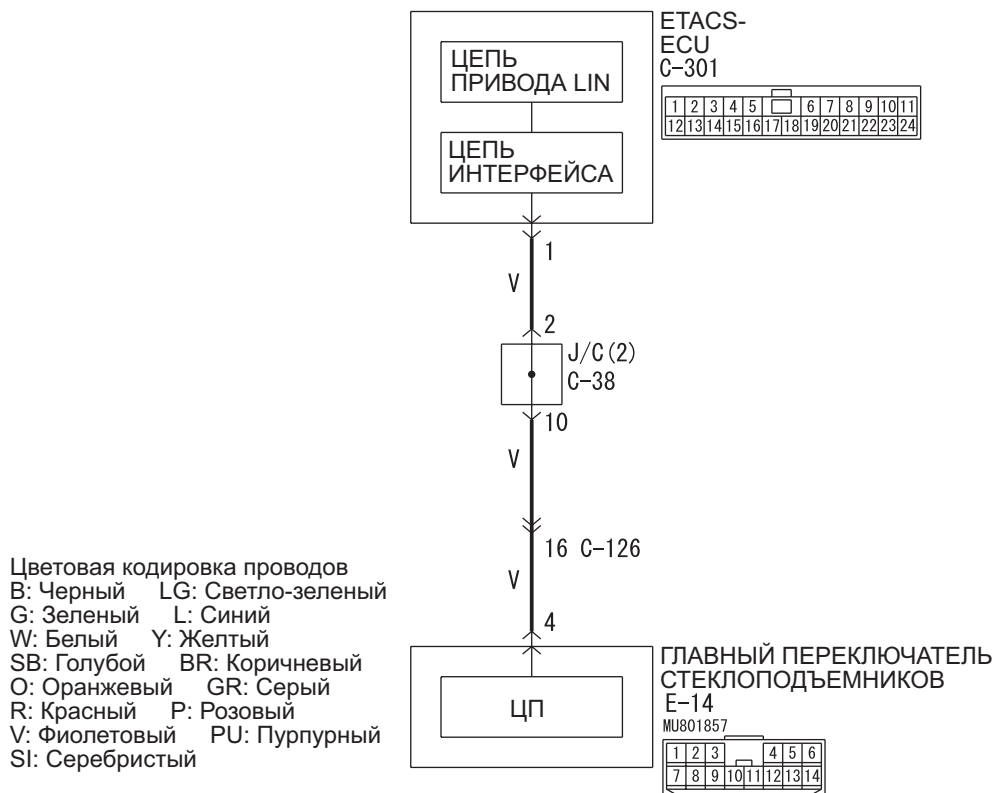 ETACS-
ECU
C-301
ЦЕПЬ
ПРИВОДА LIN
1 2 3 4 5 6 7 8 9 10 11
12 13 14 15 16 17 18 19 20 21 22 23 24
ЦЕПЬ
ИНТЕРФЕЙСА
1
V
2
J/C(2)
C-38
10
V
16 C-126
V
4
Цветовая кодировка проводов
B: Черный LG: Светло-зеленый
G: Зеленый L: Синий
W: Белый Y: Желтый
SB: Голубой BR: Коричневый
O: Оранжевый GR: Серый
R: Красный P: Розовый
V: Фиолетовый PU: Пурпурный
SI: Серебристый
ЦП
ГЛАВНЫЙ ПЕРЕКЛЮЧАТЕЛЬ
СТЕКЛОПОДЪЕМНИКОВ
E-14
MU801857
1 2 3 4 5 6
7 8 9 10 11 12 13 14